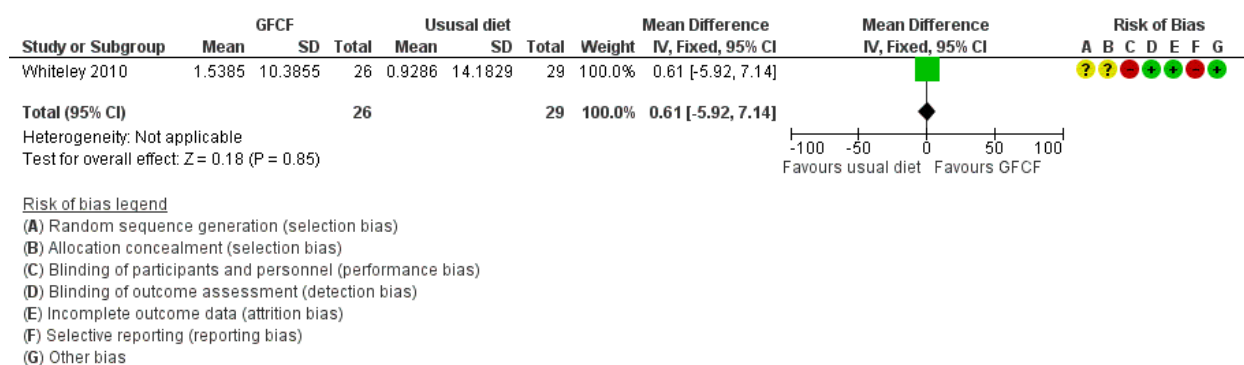 GFCF Ususal diet Mean Difference Mean Difference Risk of Bias
Study or Subgroup Mean SD Total Mean SD Total Weight IV, Fixed, 95% CI IV, Fixed, 95% CI A B C D E F G
Whiteley 2010 1.5385 10.3855 26 0.9286 14.1829 29 100.0% 0.61 [-5.92, 7.14] ? ? - + + - +
Total (95% CI) 26 29 100.0% 0.61 [-5.92, 7.14]
Heterogeneity: Not applicable
Test for overall effect: Z = 0.18 (P = 0.85)
-100 -50 0 50 100
Favours usual diet Favours GFCF
Risk of bias legend
(A) Random sequence generation (selection bias)
(B) Allocation concealment (selection bias)
(C) Blinding of participants and personnel (performance bias)
(D) Blinding of outcome assessment (detection bias)
(E) Incomplete outcome data (attrition bias)
(F) Selective reporting (reporting bias)
(G) Other bias